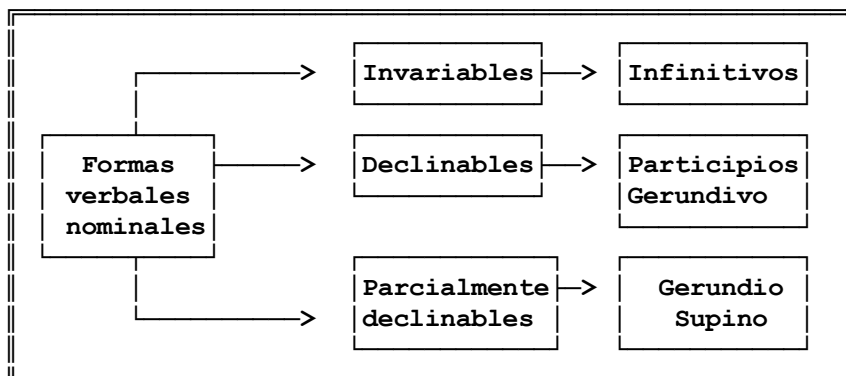 Invariables
Infinitivos
Formas
verbales
nominales
Declinables
Participios
Gerundivo
Parcialmente
declinables
Gerundio
Supino